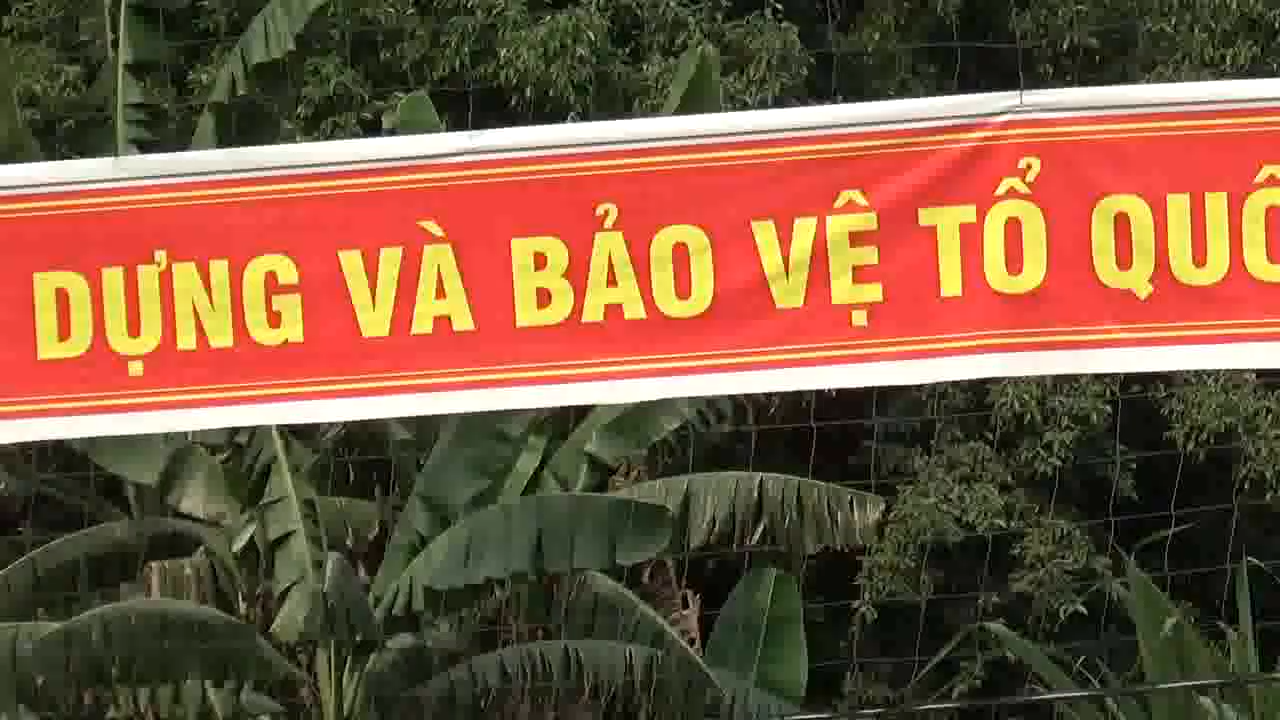 DỰNG VÀ BẢO VỆ TỔ QUỐ